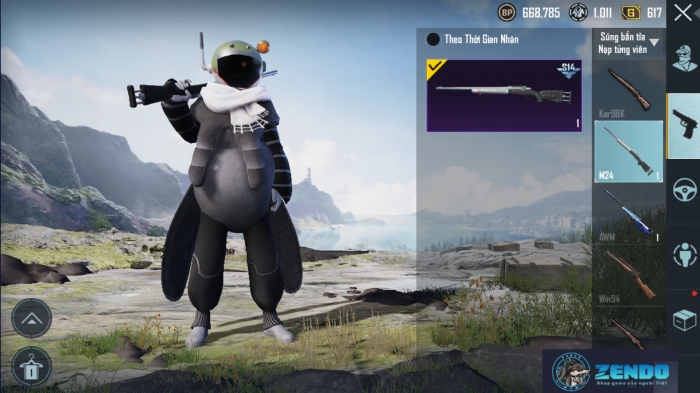 BP 668.785 1.011 G 617
Theo Thời Gian Nhận
Súng bắn tỉa
Nạp từng viên
S14
1
Kar98K
M24 1
AWM 1
Win94
ZENDO
Shop game của người Việt